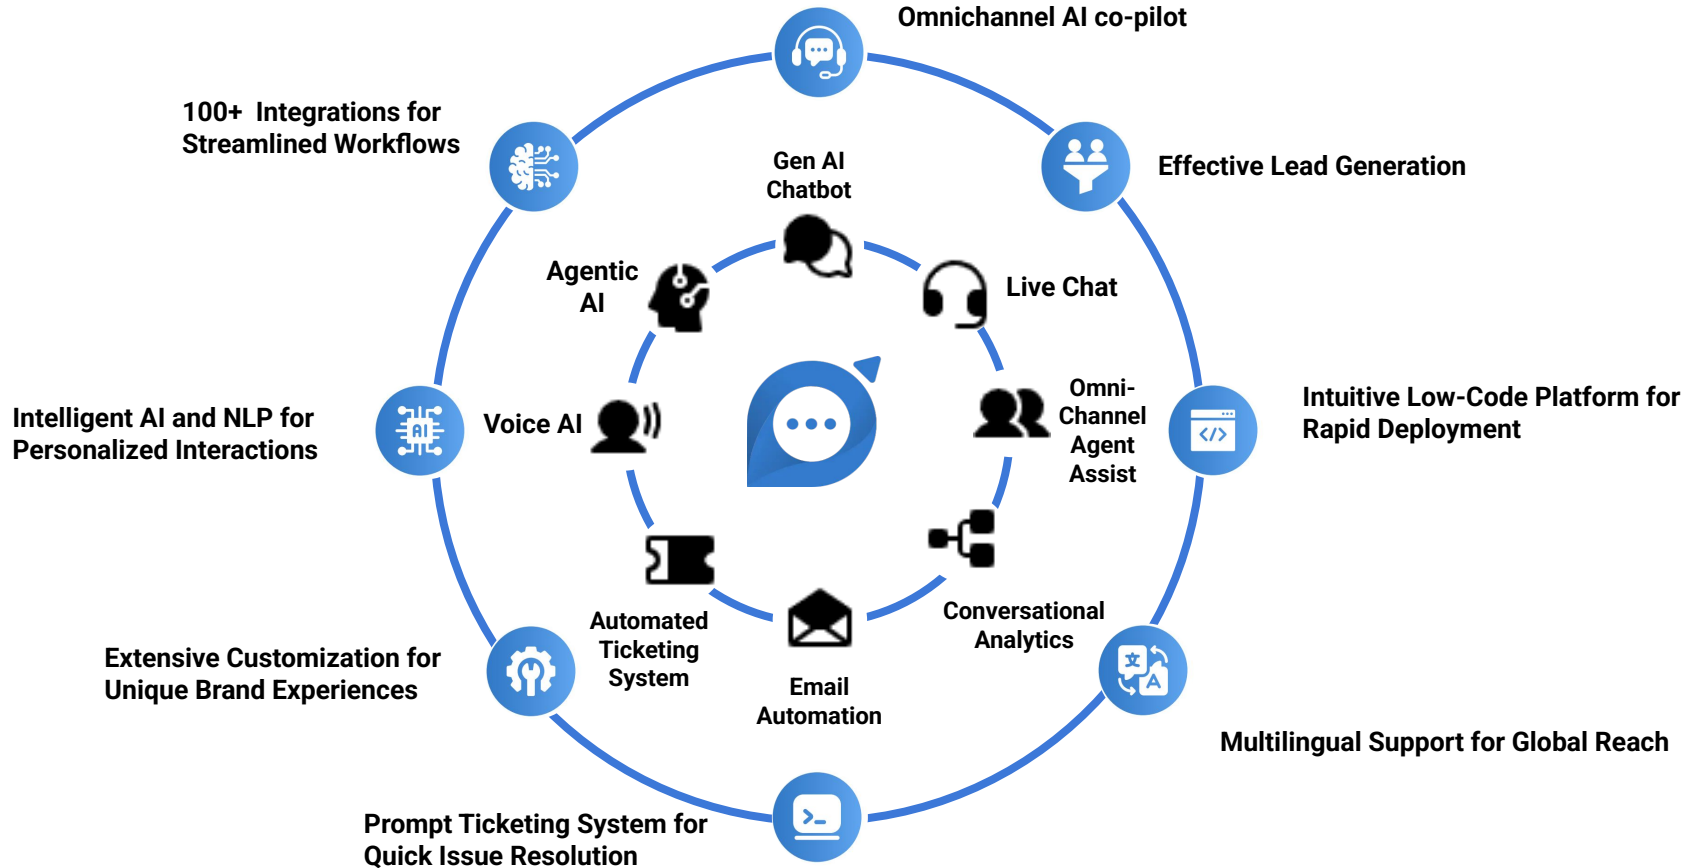 Omnichannel AI co-pilot
100+  Integrations for
Streamlined Workflows
Effective Lead Generation
Gen AI
Chatbot
Agentic
AI
Live Chat
Intelligent AI and NLP for
Personalized Interactions
AI
Voice AI
Omni-
Channel
Agent
Assist
Intuitive Low-Code Platform for
Rapid Deployment
</>
Automated
Ticketing
System
Conversational
Analytics
Extensive Customization for
Unique Brand Experiences
Email
Automation
文
A
Multilingual Support for Global Reach
Prompt Ticketing System for
Quick Issue Resolution
>_